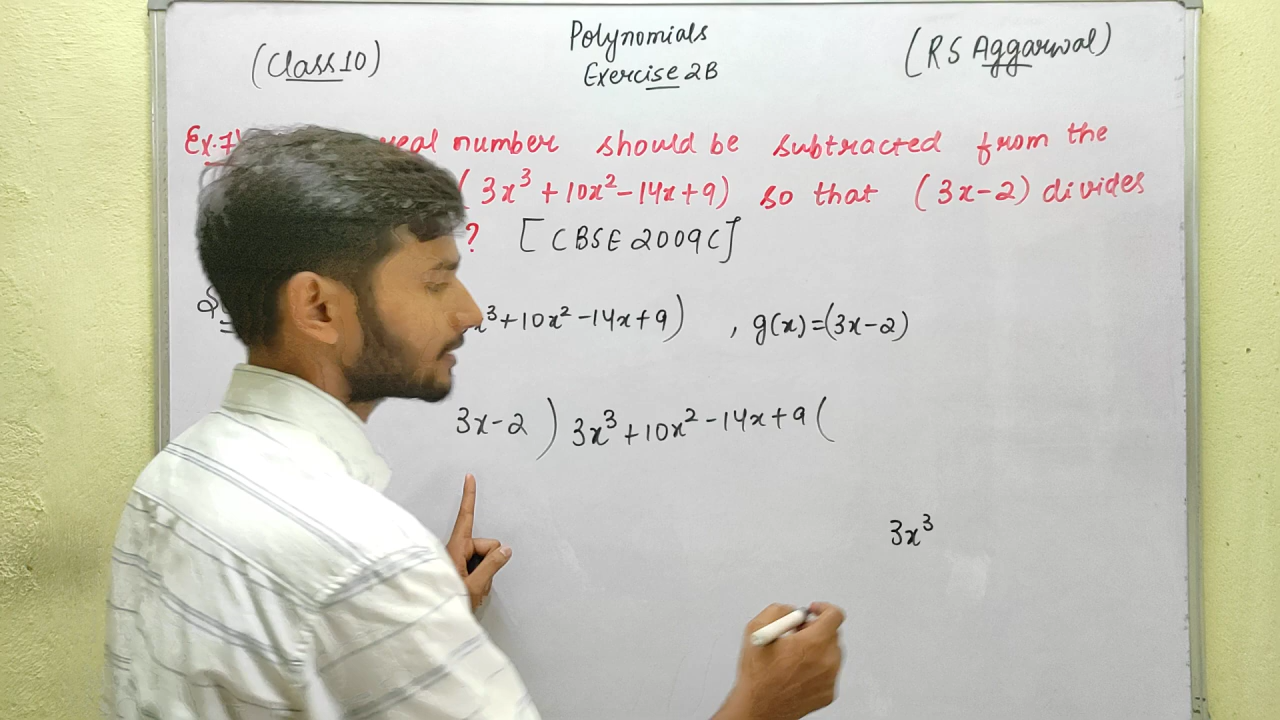 (Class 10)
Polynomials
Exercise 2B
(RS Aggarwal)
Ex.7 real number should be subtracted from the
(3x³+10x²-14x+9) so that (3x-2) divides
? [CBSE 2009C]
x³+10x²-14x+9) , g(x)=(3x-2)
3x-2 ) 3x³+10x²-14x+9 (
3x³